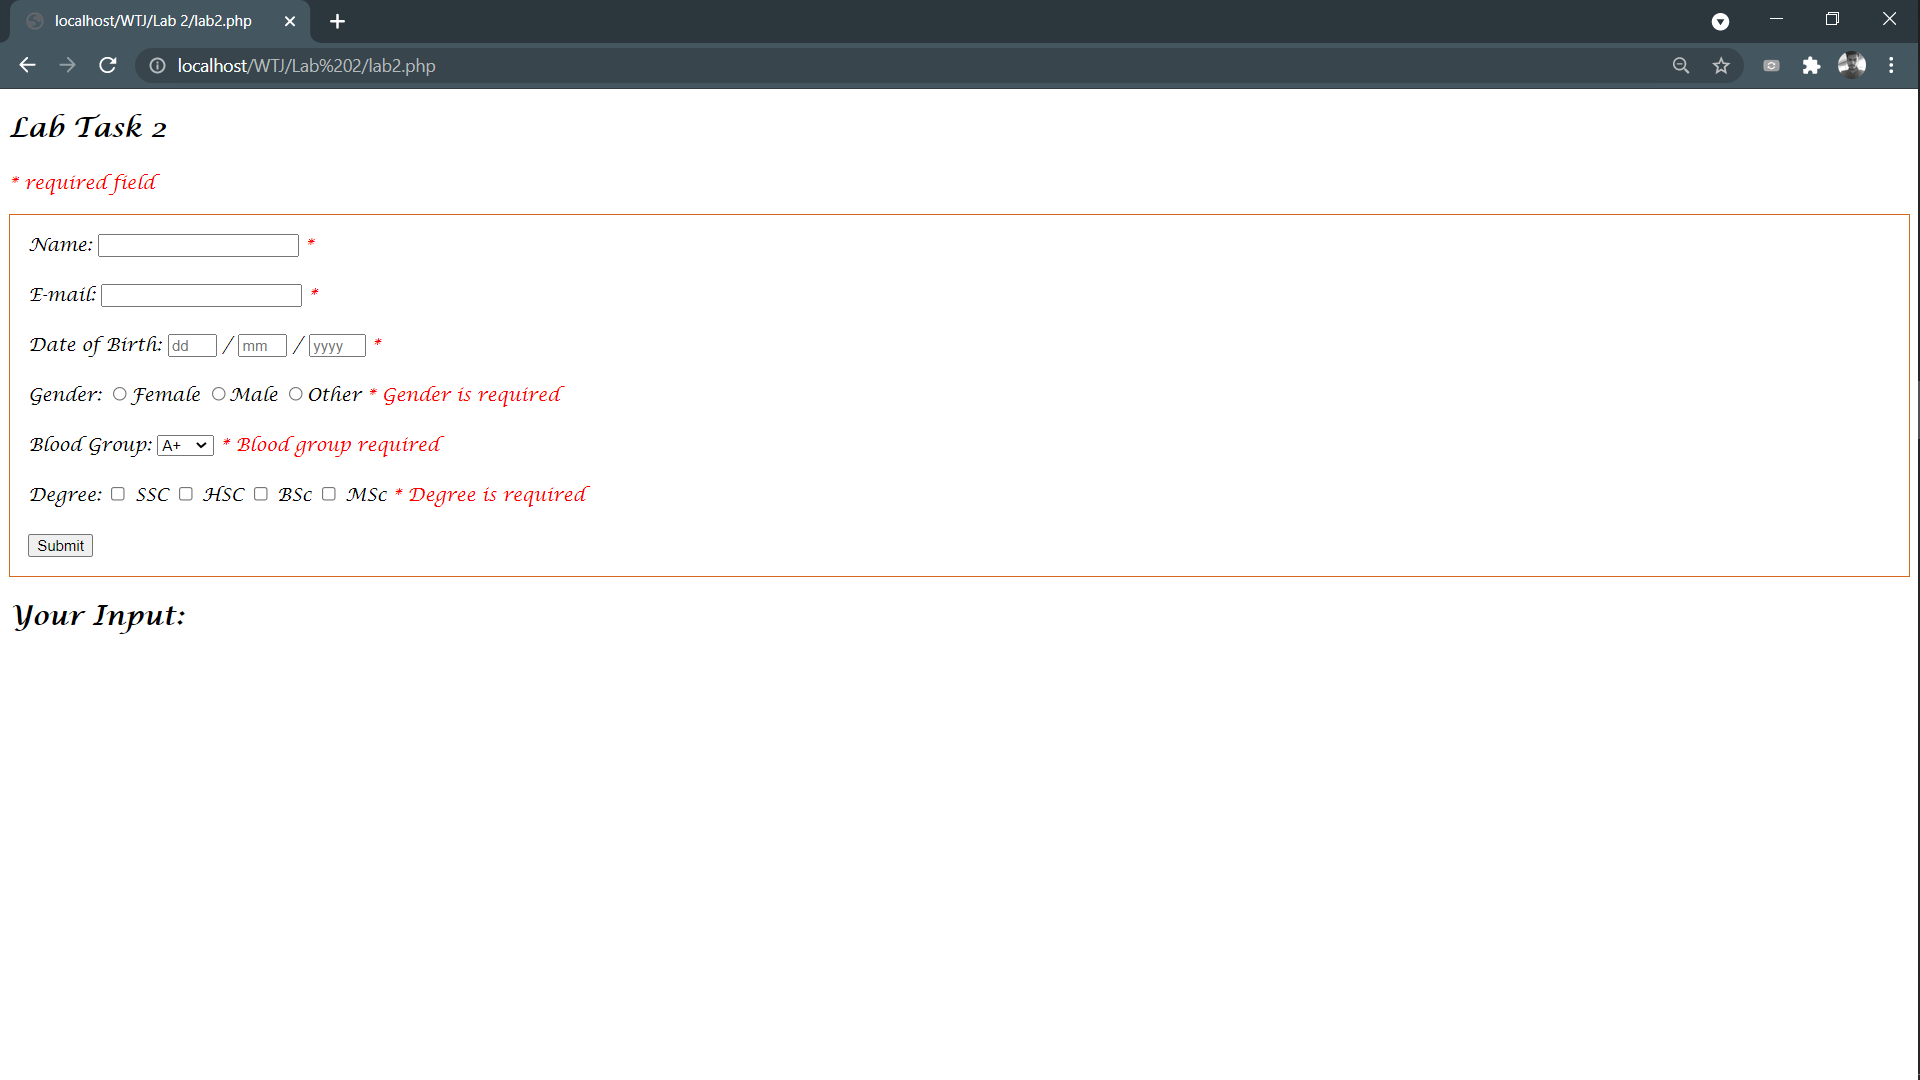 localhost/WTJ/Lab 2/lab2.php
localhost/WTJ/Lab%202/lab2.php
Lab Task 2
* required field
Name: *
E-mail: *
Date of Birth: dd / mm / yyyy *
Gender: Female Male Other * Gender is required
Blood Group: A+ * Blood group required
Degree: SSC HSC BSc MSc * Degree is required
Submit
Your Input: